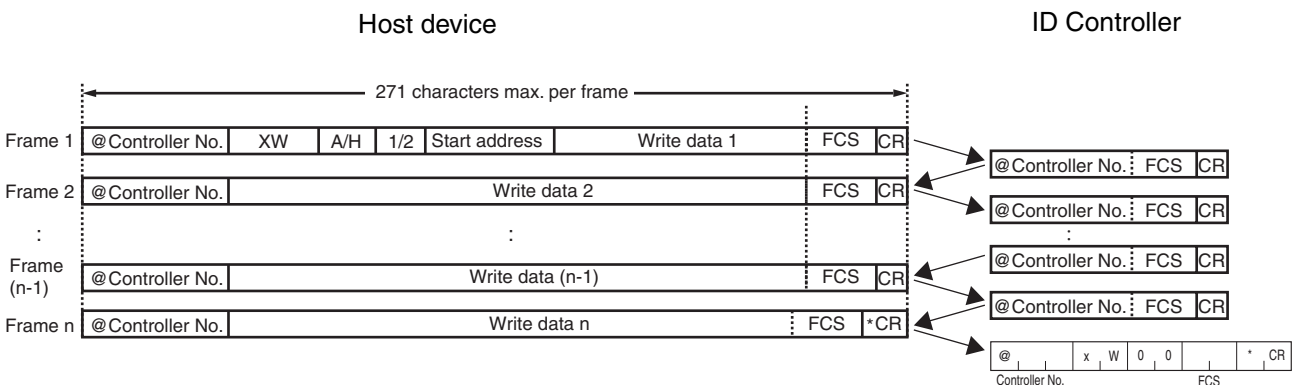 Host device ID Controller
271 characters max. per frame
Frame 1 @Controller No. XW A/H 1/2 Start address Write data 1 FCS CR
@Controller No. FCS CR
Frame 2 @Controller No. Write data 2 FCS CR
@Controller No. FCS CR
: : :
@Controller No. FCS CR
Frame
(n-1) @Controller No. Write data (n-1) FCS CR
@Controller No. FCS CR
Frame n @Controller No. Write data n FCS *CR
@ x W 0 0 * CR
Controller No. FCS